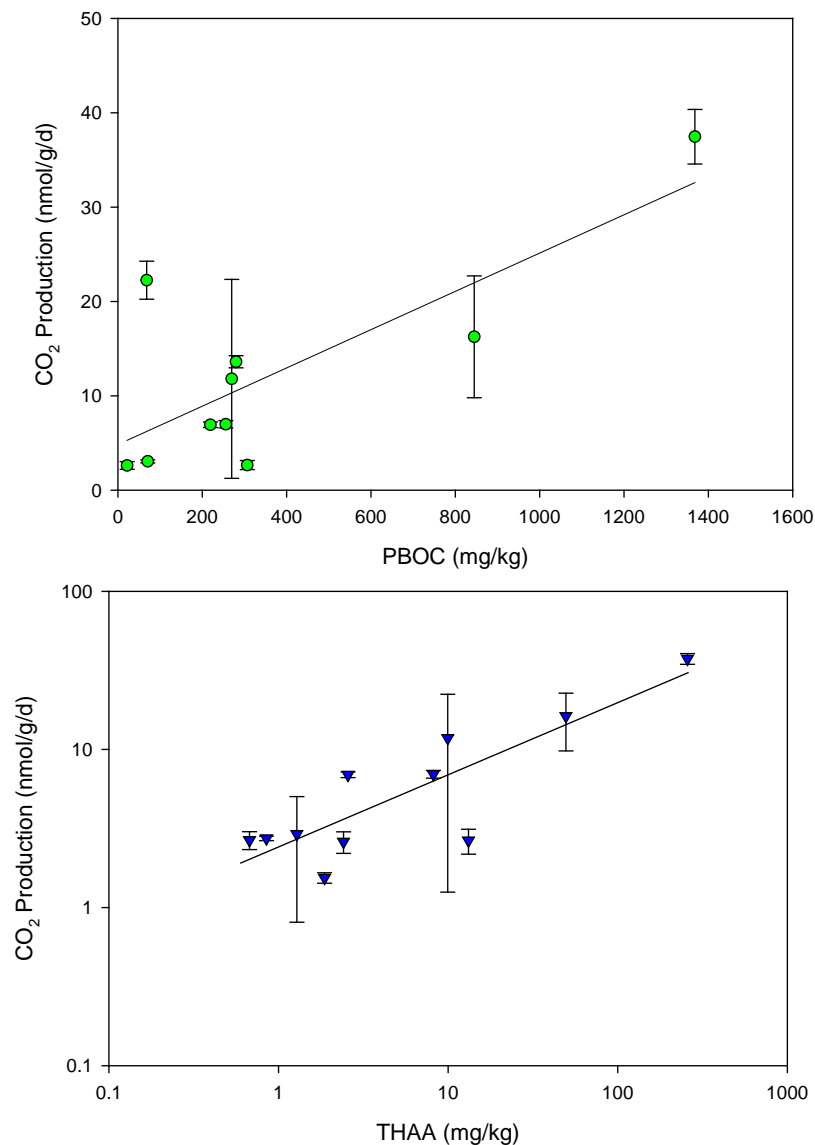 50
40
30
20
10
0
CO₂ Production (nmol/g/d)
0 200 400 600 800 1000 1200 1400 1600
PBOC (mg/kg)
100
10
1
0.1
CO₂ Production (nmol/g/d)
0.1 1 10 100 1000
THAA (mg/kg)